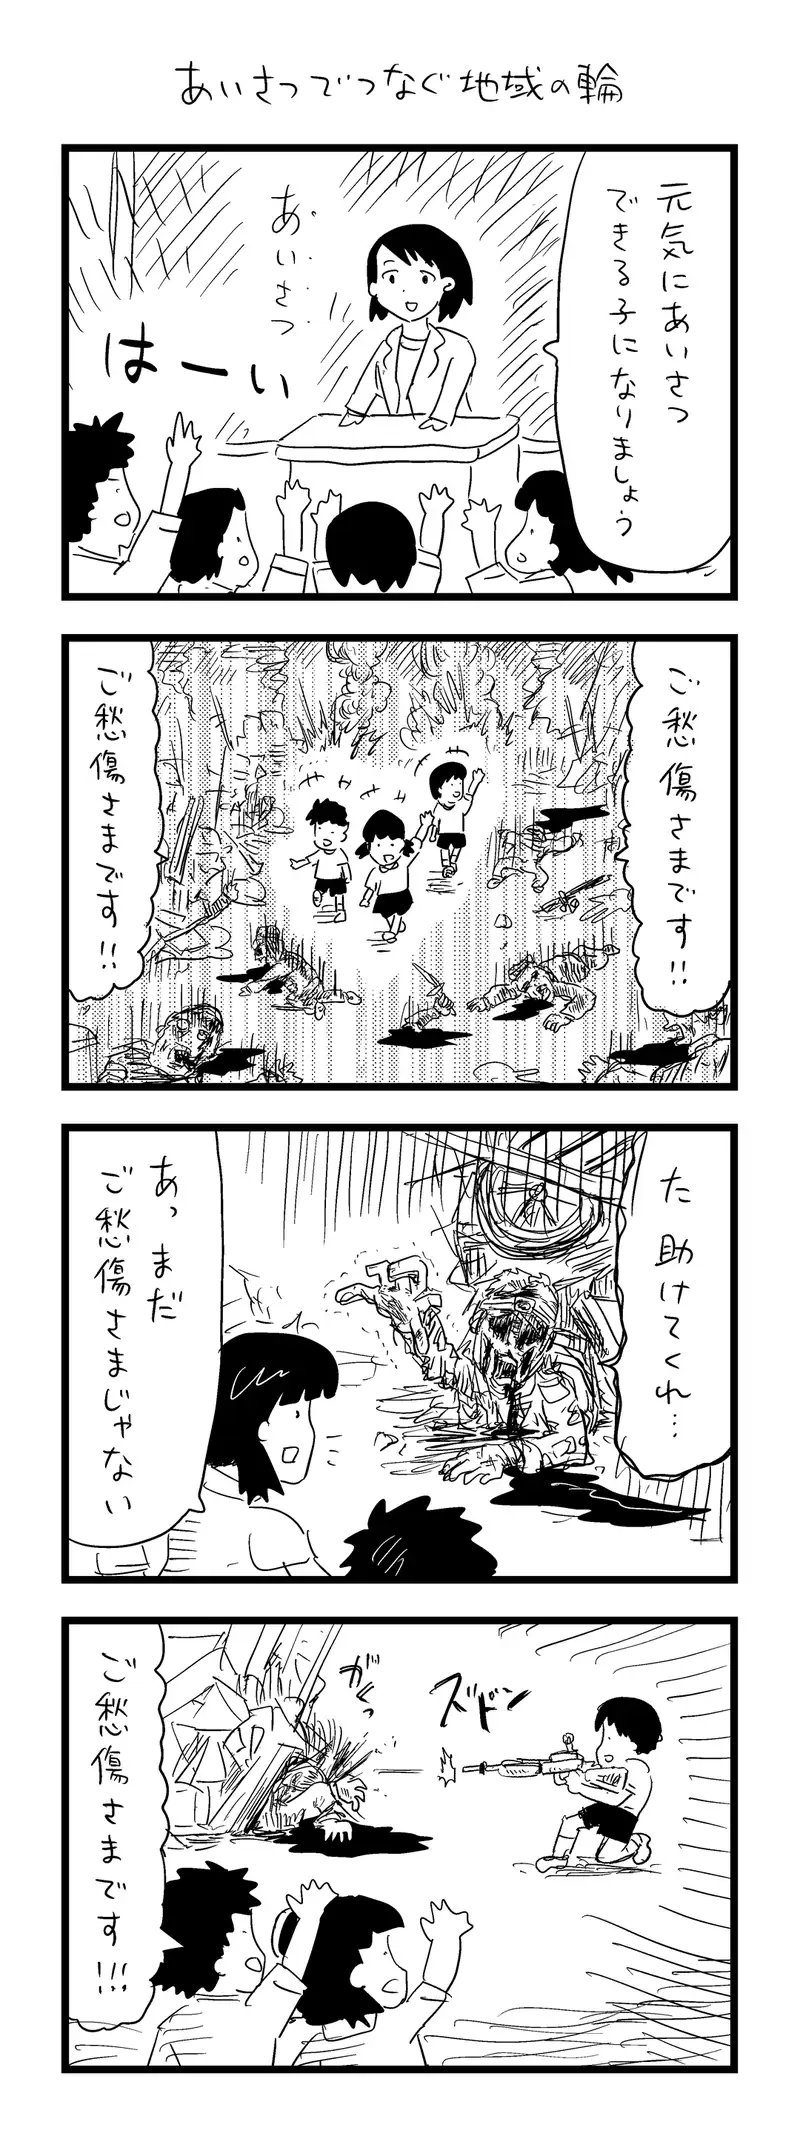 あいさつでつなぐ地域の輪
元気にあいさつ
できる子になりましょう
あいさつ
はーい
ご愁傷さまです!!
ご愁傷さまです!!
た 助けてくれ…
あっ まだ
ご愁傷さまじゃない
ズドン
がくっ
ご愁傷さまです!!!